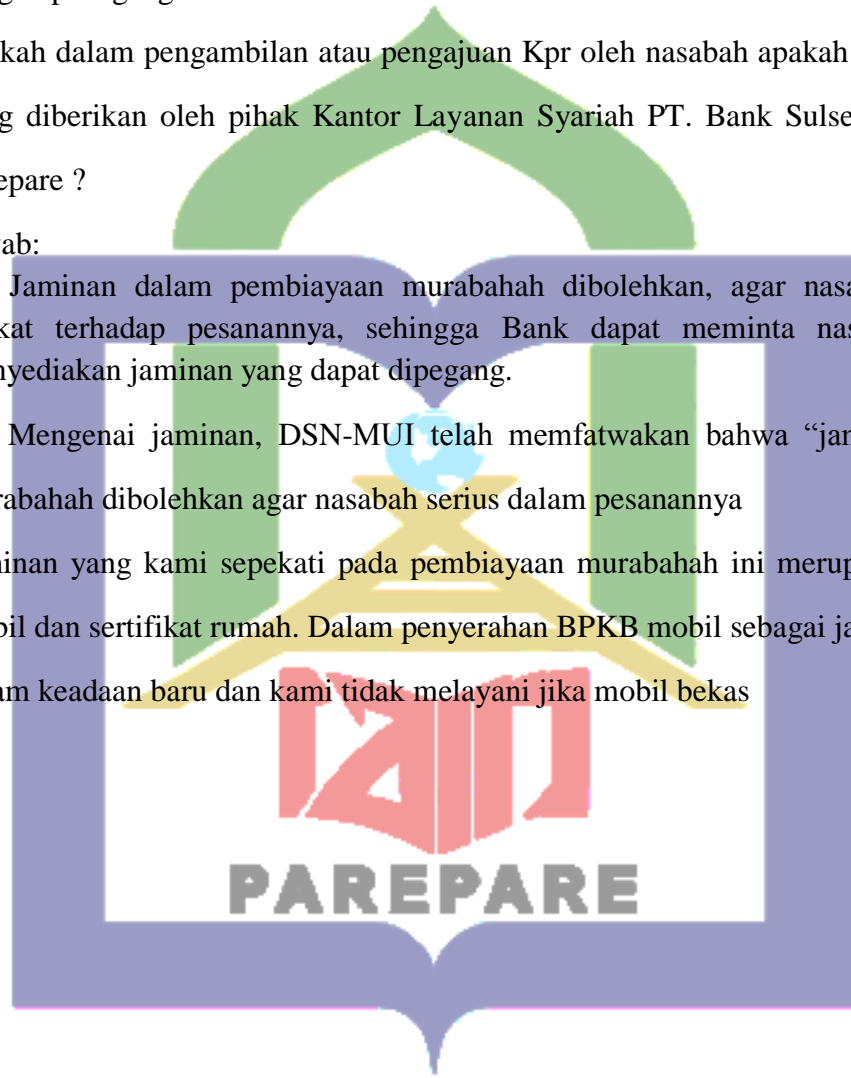 kah dalam pengambilan atau pengajuan Kpr oleh nasabah apakah
g diberikan oleh pihak Kantor Layanan Syariah PT. Bank Sulse
epare ?
ab:
Jaminan dalam pembiayaan murabahah dibolehkan, agar nasa
kat terhadap pesanannya, sehingga Bank dapat meminta nas
nyediakan jaminan yang dapat dipegang.
Mengenai jaminan, DSN-MUI telah memfatwakan bahwa “jar
rabahah dibolehkan agar nasabah serius dalam pesanannya
inan yang kami sepekati pada pembiayaan murabahah ini merup
bil dan sertifikat rumah. Dalam penyerahan BPKB mobil sebagai ja
am keadaan baru dan kami tidak melayani jika mobil bekas
iain
PAREPARE